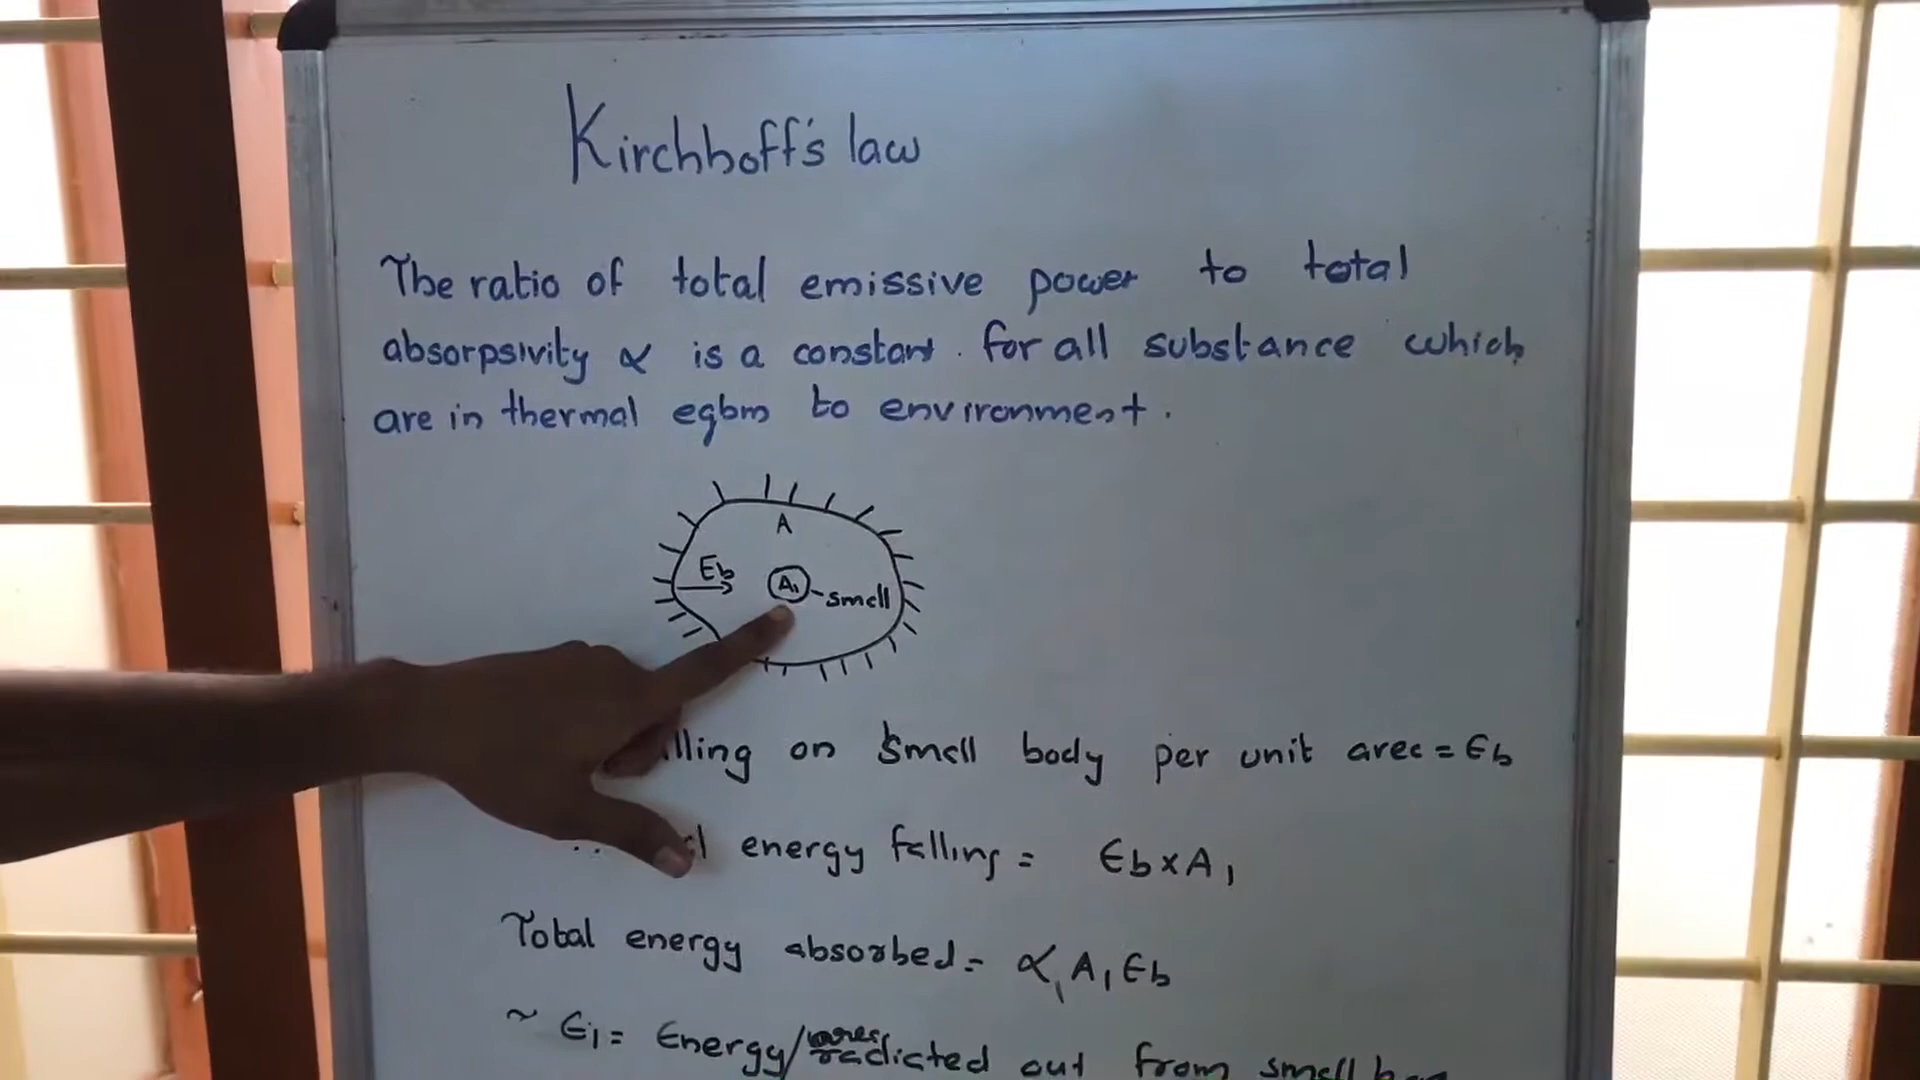 Kirchhoff's law
The ratio of total emissive power to total
absorpsivity α is a constant for all substance which
are in thermal eqbm to environment.
A
Eb
A1
small
on small body per unit area = Eb
∴ energy falling = Eb x A1
Total energy absorbed = α1 A1 Eb
~ E1 = Energy/area radiated out from small